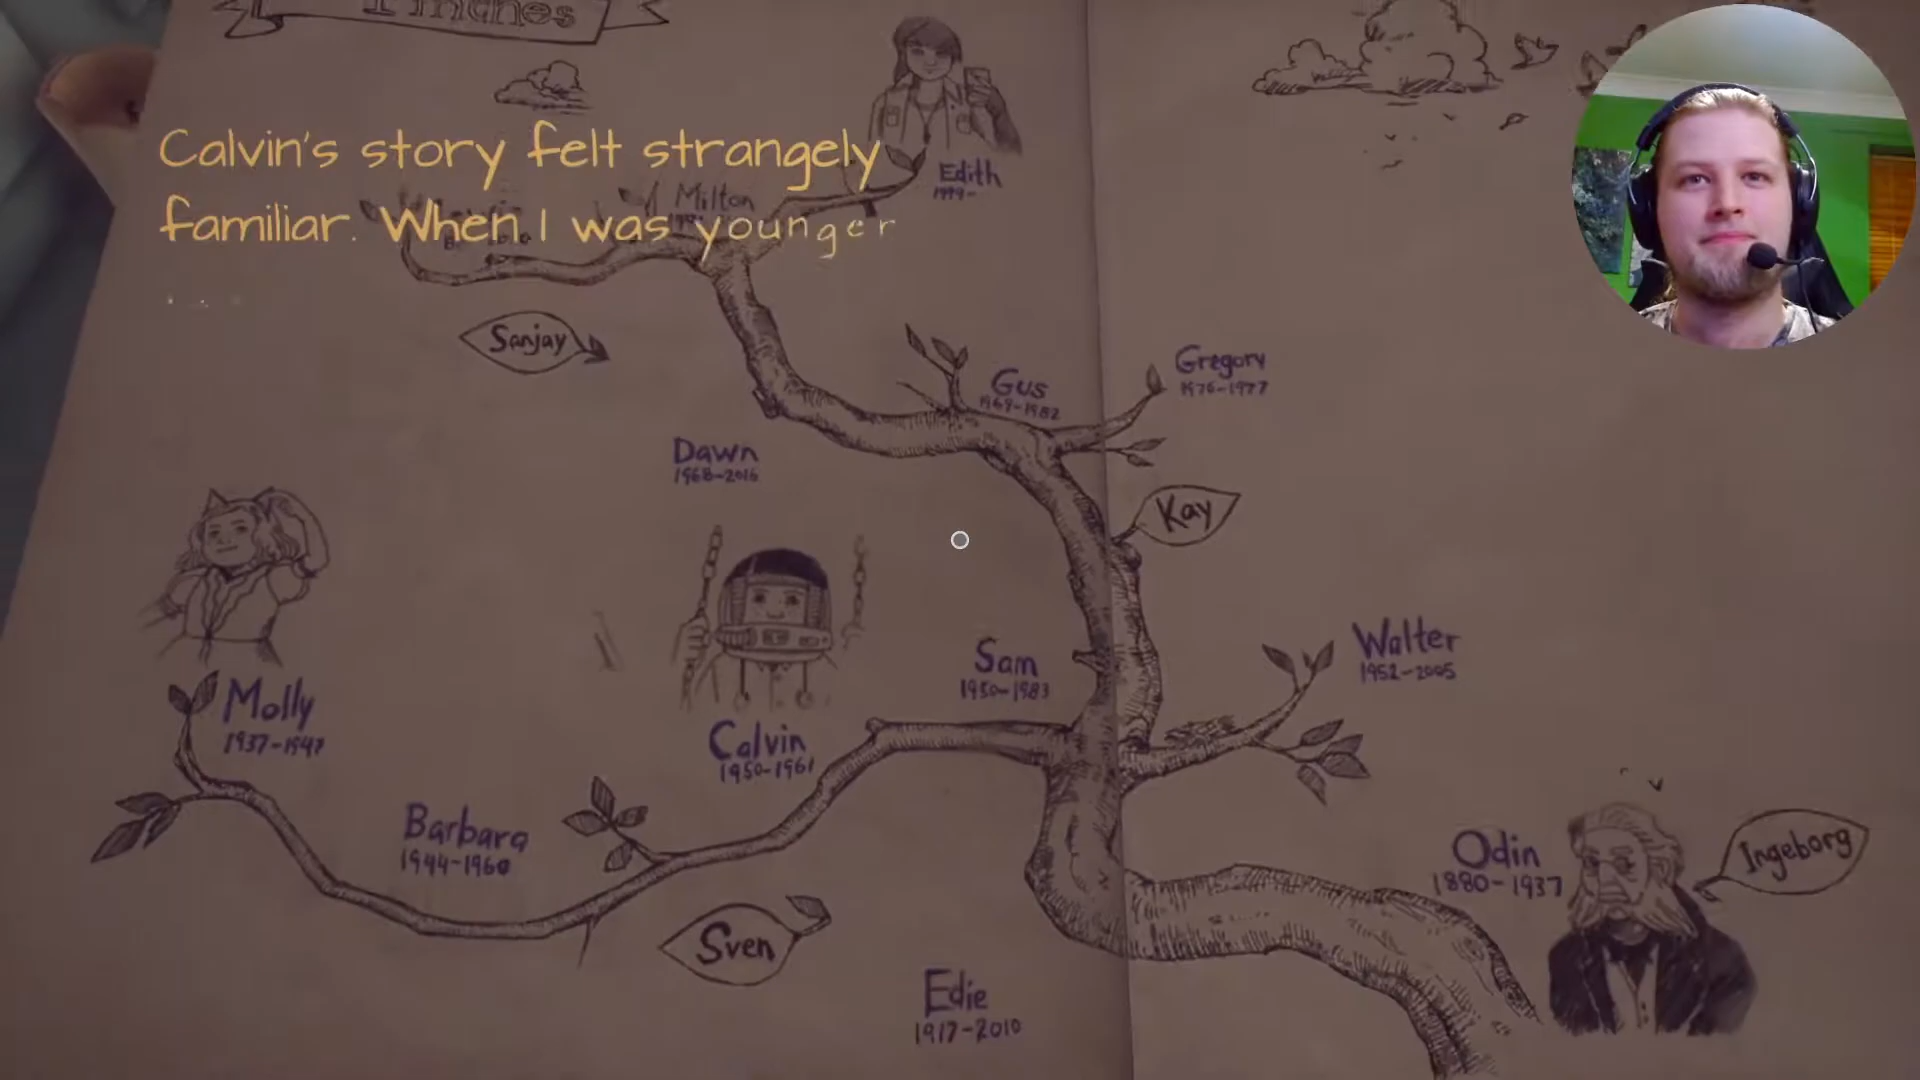 Calvin's story felt strangely
familiar. When I was younger
Edith
1999-
Milton
Sanjay
Gus
1969-1982
Gregory
1976-1977
Dawn
1968-2016
Kay
Sam
1950-1983
Walter
1952-2005
Molly
1937-1947
Calvin
1950-1961
Barbara
1944-1960
Odin
1880-1937
Ingeborg
Sven
Edie
1917-2010